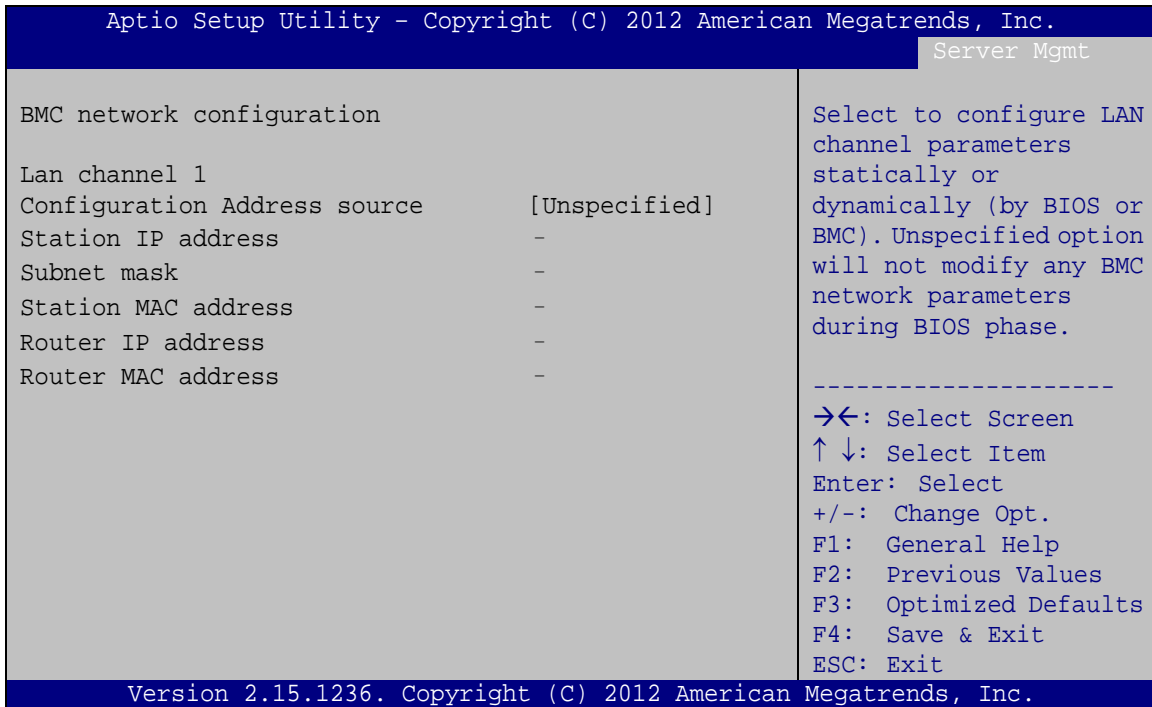 Aptio Setup Utility – Copyright (C) 2012 American Megatrends, Inc.
Server Mgmt
BMC network configuration
Lan channel 1
Configuration Address source [Unspecified]
Station IP address -
Subnet mask -
Station MAC address -
Router IP address -
Router MAC address -
Select to configure LAN
channel parameters
statically or
dynamically (by BIOS or
BMC). Unspecified option
will not modify any BMC
network parameters
during BIOS phase.
---------------------
→←: Select Screen
↑ ↓: Select Item
Enter: Select
+/-: Change Opt.
F1: General Help
F2: Previous Values
F3: Optimized Defaults
F4: Save & Exit
ESC: Exit
Version 2.15.1236. Copyright (C) 2012 American Megatrends, Inc.